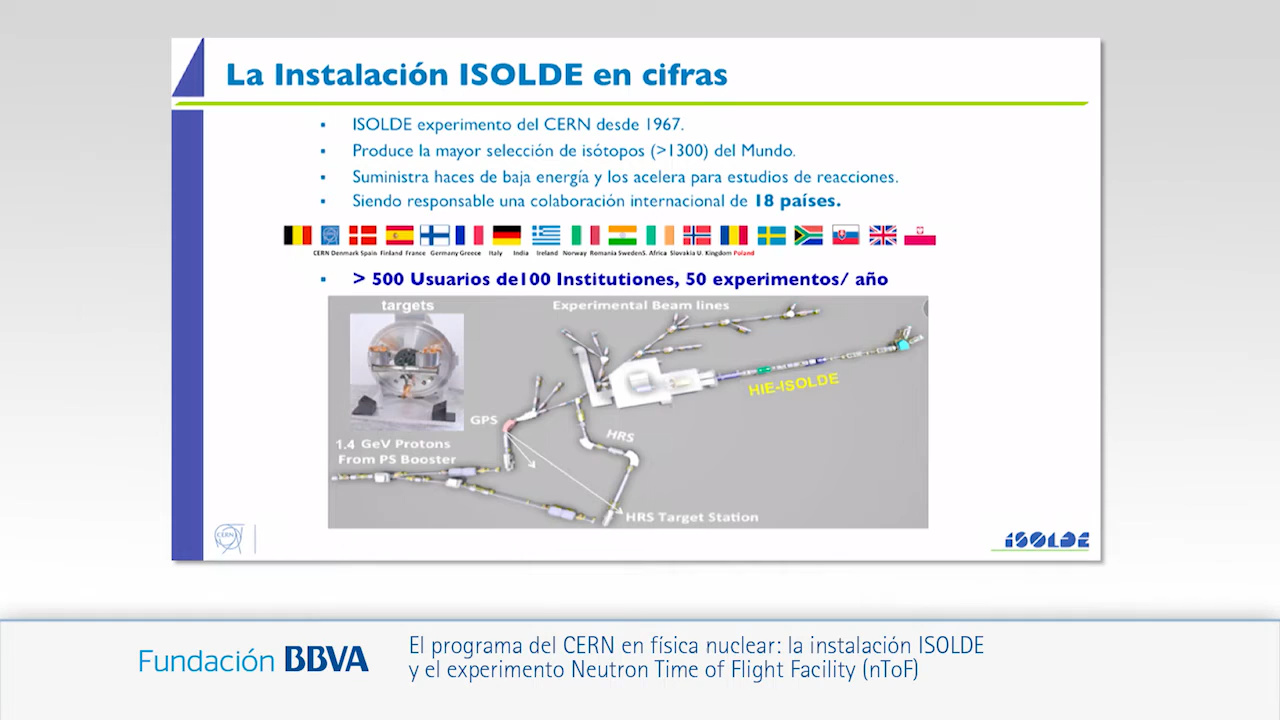 La Instalación ISOLDE en cifras
ISOLDE experimento del CERN desde 1967.
Produce la mayor selección de isótopos (>1300) del Mundo.
Suministra haces de baja energía y los acelera para estudios de reacciones.
Siendo responsable una colaboración internacional de 18 países.
CERN Denmark Spain Finland France Germany Greece Italy India Ireland Norway Romania Sweden S. Africa Slovakia U. Kingdom Poland
> 500 Usuarios de100 Institutiones, 50 experimentos/ año
targets
Experimental Beam lines
HIE-ISOLDE
GPS
HRS
1.4 GeV Protons
From PS Booster
HRS Target Station
CERN
ISOLDE
Fundación BBVA
El programa del CERN en física nuclear: la instalación ISOLDE
y el experimento Neutron Time of Flight Facility (nToF)